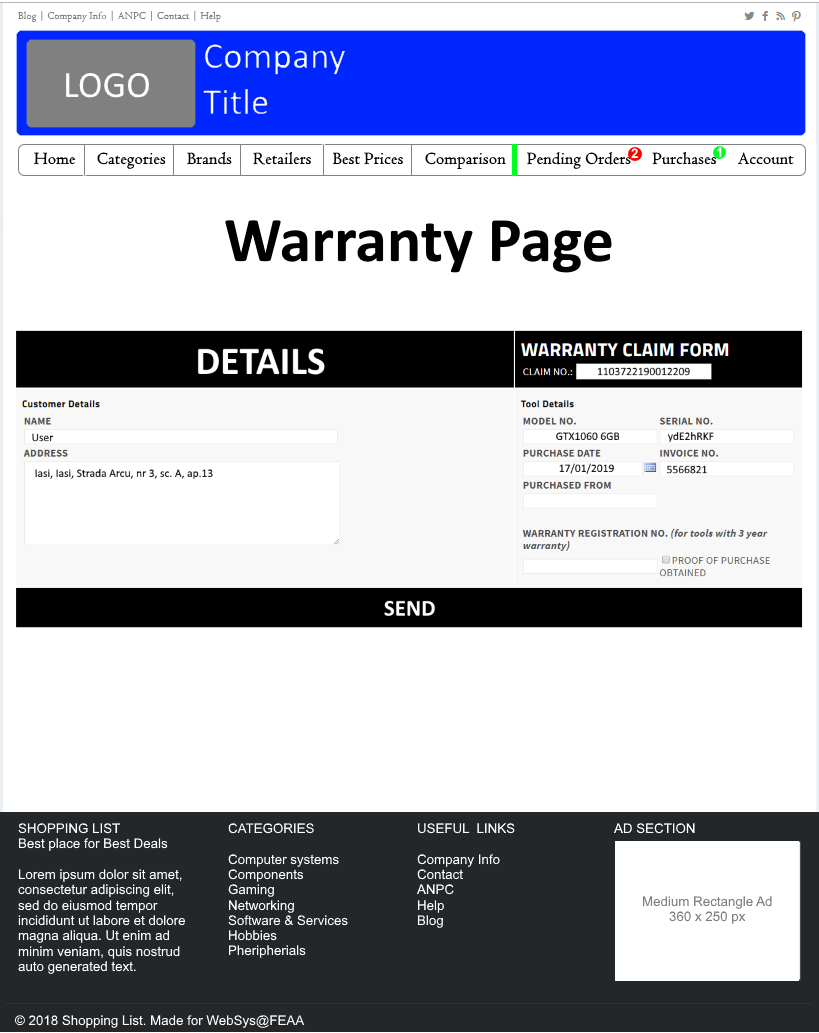 Blog | Company Info | ANPC | Contact | Help
LOGO
Company
Title
Home Categories Brands Retailers Best Prices Comparison Pending Orders 2 Purchases 1 Account
Warranty Page
DETAILS
WARRANTY CLAIM FORM
CLAIM NO.: 1103722190012209
Customer Details
NAME
User
ADDRESS
Iasi, Iasi, Strada Arcu, nr 3, sc. A, ap.13
Tool Details
MODEL NO. SERIAL NO.
GTX1060 6GB ydE2hRKF
PURCHASE DATE INVOICE NO.
17/01/2019 5566821
PURCHASED FROM
WARRANTY REGISTRATION NO. (for tools with 3 year
warranty)
PROOF OF PURCHASE
OBTAINED
SEND
SHOPPING LIST
Best place for Best Deals
Lorem ipsum dolor sit amet,
consectetur adipiscing elit,
sed do eiusmod tempor
incididunt ut labore et dolore
magna aliqua. Ut enim ad
minim veniam, quis nostrud
auto generated text.
CATEGORIES
Computer systems
Components
Gaming
Networking
Software & Services
Hobbies
Pheripherials
USEFUL LINKS
Company Info
Contact
ANPC
Help
Blog
AD SECTION
Medium Rectangle Ad
360 x 250 px
© 2018 Shopping List. Made for WebSys@FEAA